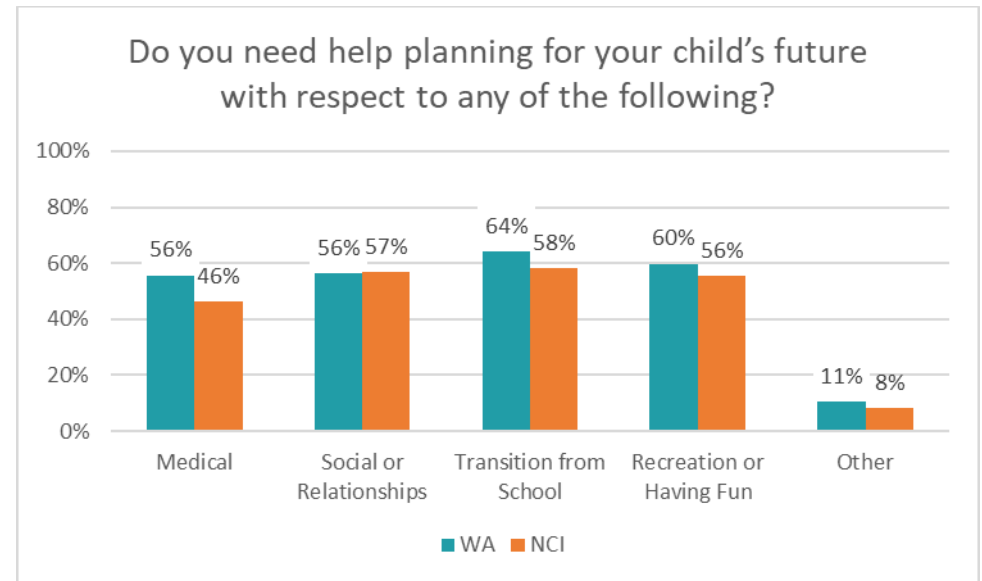 Do you need help planning for your child’s future
with respect to any of the following?
100%
80%
60%
40%
20%
0%
56%
46%
56%
57%
64%
58%
60%
56%
11%
8%
Medical
Social or
Relationships
Transition from
School
Recreation or
Having Fun
Other
WA
NCI